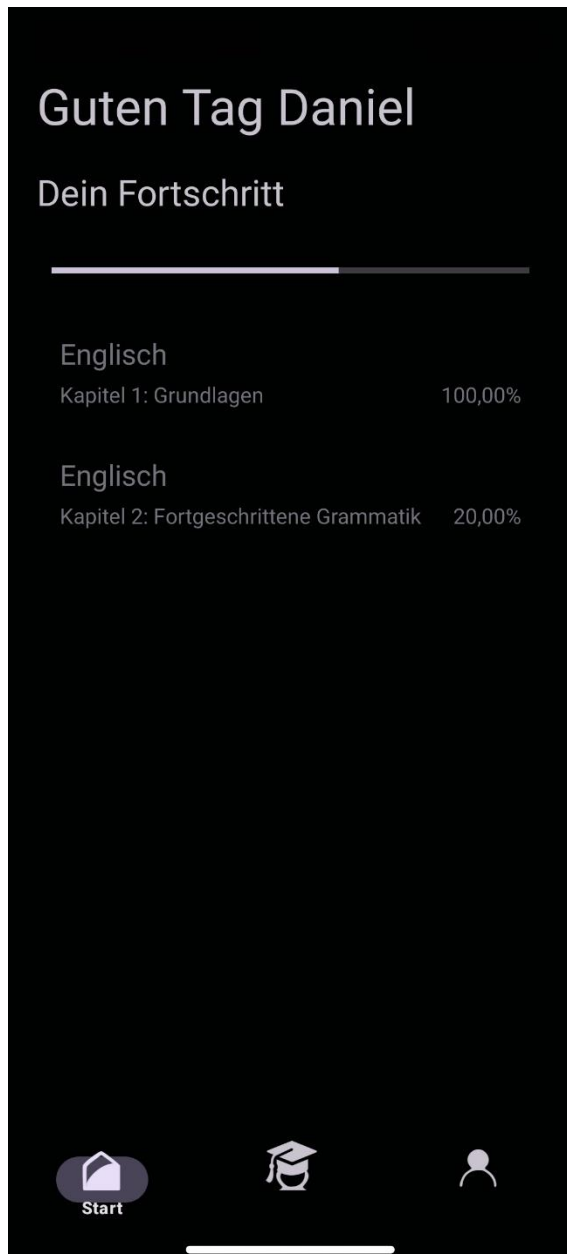 Guten Tag Daniel
Dein Fortschritt
Englisch
Kapitel 1: Grundlagen 100,00%
Englisch
Kapitel 2: Fortgeschrittene Grammatik 20,00%
Start